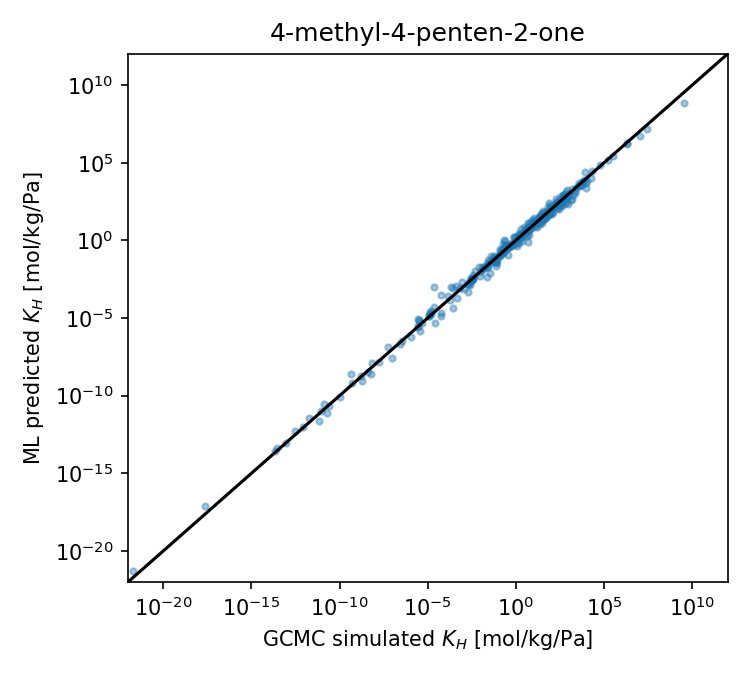 4-methyl-4-penten-2-one
ML predicted K_H [mol/kg/Pa]
10^10
10^5
10^0
10^−5
10^−10
10^−15
10^−20
10^−20 10^−15 10^−10 10^−5 10^0 10^5 10^10
GCMC simulated K_H [mol/kg/Pa]